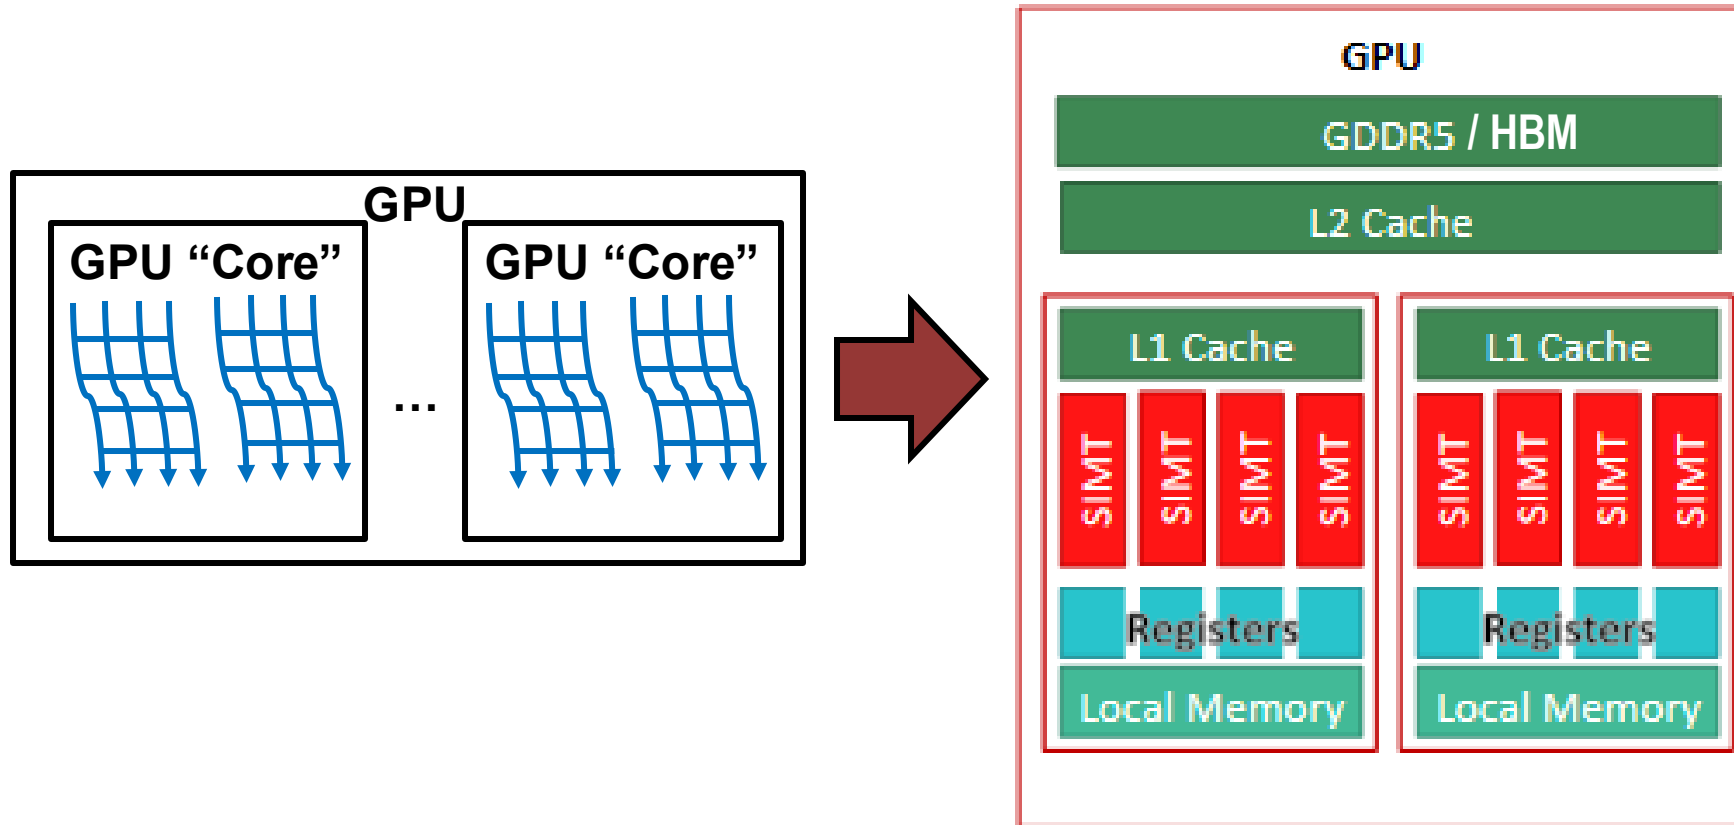 GPU
GPU “Core”
GPU “Core”
...
GPU
GDDR5 / HBM
L2 Cache
L1 Cache
SIMT
SIMT
SIMT
SIMT
Registers
Local Memory
L1 Cache
SIMT
SIMT
SIMT
SIMT
Registers
Local Memory